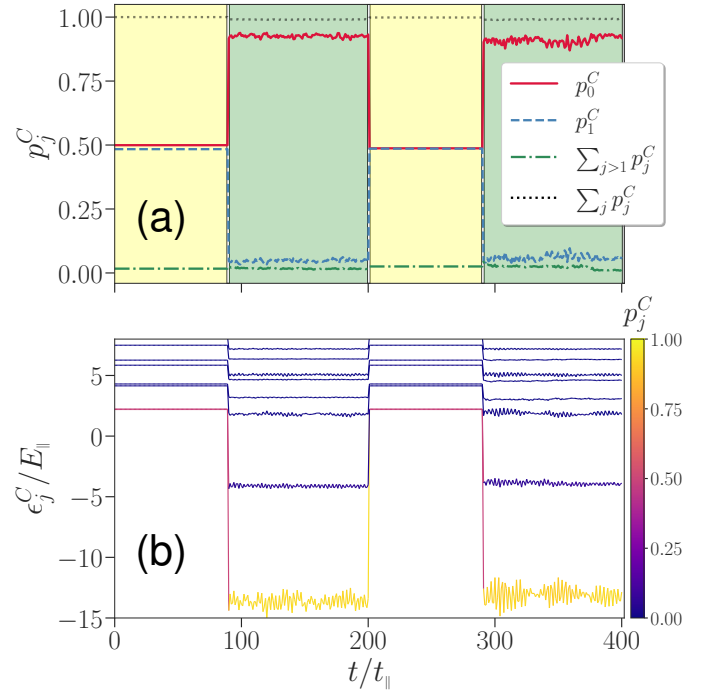 1.00
0.75
0.50
0.25
0.00
p_j^C
(a)
p_0^C
p_1^C
∑_{j>1} p_j^C
∑_j p_j^C
5
0
−5
−10
−15
ϵ_j^C/E_∥
(b)
0
100
200
300
400
t/t_∥
p_j^C
1.00
0.75
0.50
0.25
0.00